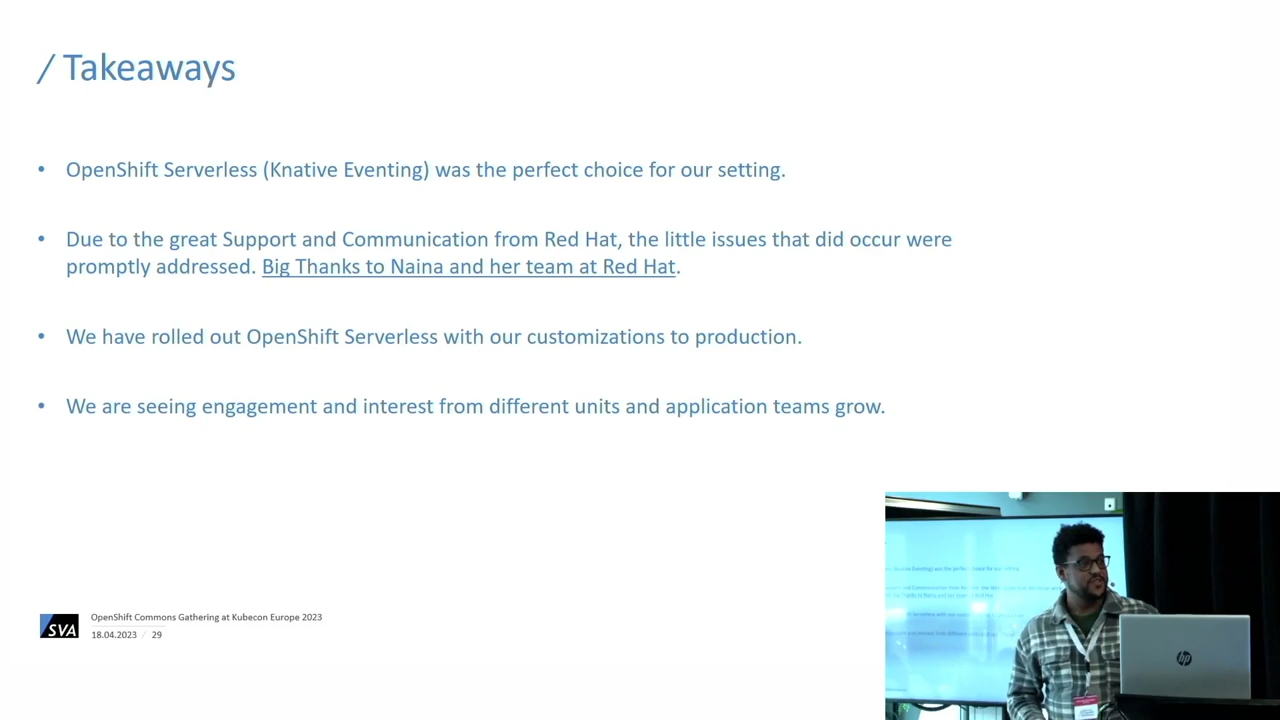 / Takeaways
• OpenShift Serverless (Knative Eventing) was the perfect choice for our setting.
• Due to the great Support and Communication from Red Hat, the little issues that did occur were
promptly addressed. Big Thanks to Naina and her team at Red Hat.
• We have rolled out OpenShift Serverless with our customizations to production.
• We are seeing engagement and interest from different units and application teams grow.
SVA
OpenShift Commons Gathering at Kubecon Europe 2023
18.04.2023 / 29
hp